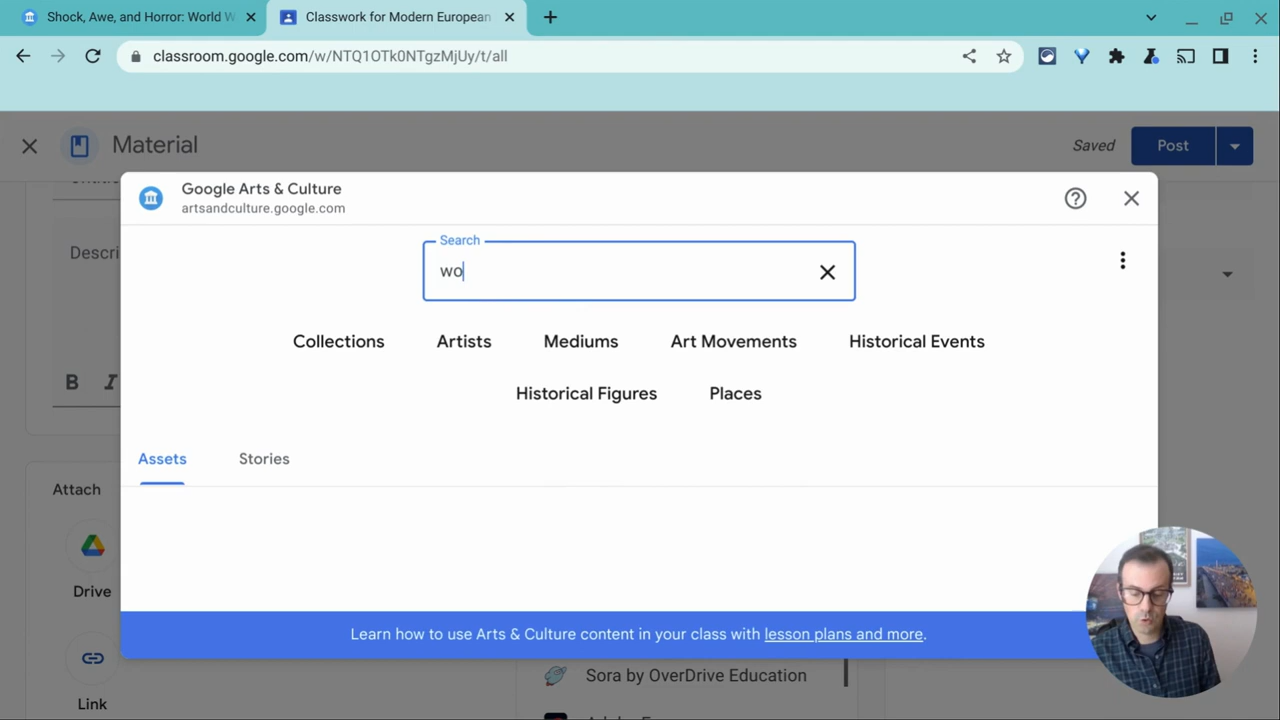 Shock, Awe, and Horror: World W
Classwork for Modern European
classroom.google.com/w/NTQ1OTk0NTgzMjUy/t/all
Material
Saved
Post
Google Arts & Culture
artsandculture.google.com
Search
wo
Descri
Collections
Artists
Mediums
Art Movements
Historical Events
B I
Historical Figures
Places
Assets
Stories
Attach
Drive
Learn how to use Arts & Culture content in your class with lesson plans and more.
Sora by OverDrive Education
Link